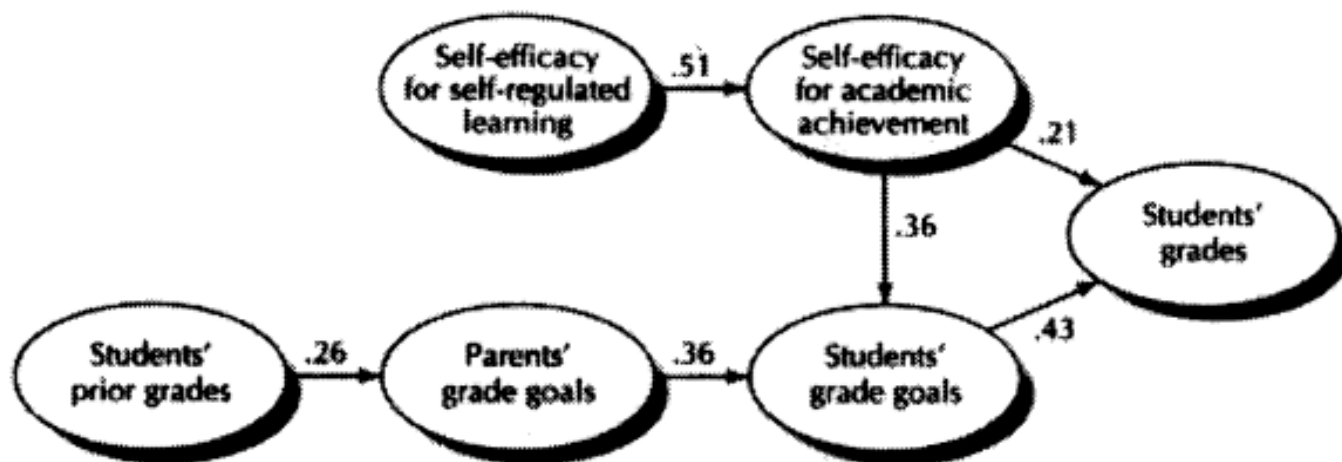 Self-efficacy
for self-regulated
learning
.51
Self-efficacy
for academic
achievement
.21
.36
Students'
grades
.43
Students'
prior grades
.26
Parents'
grade goals
.36
Students'
grade goals